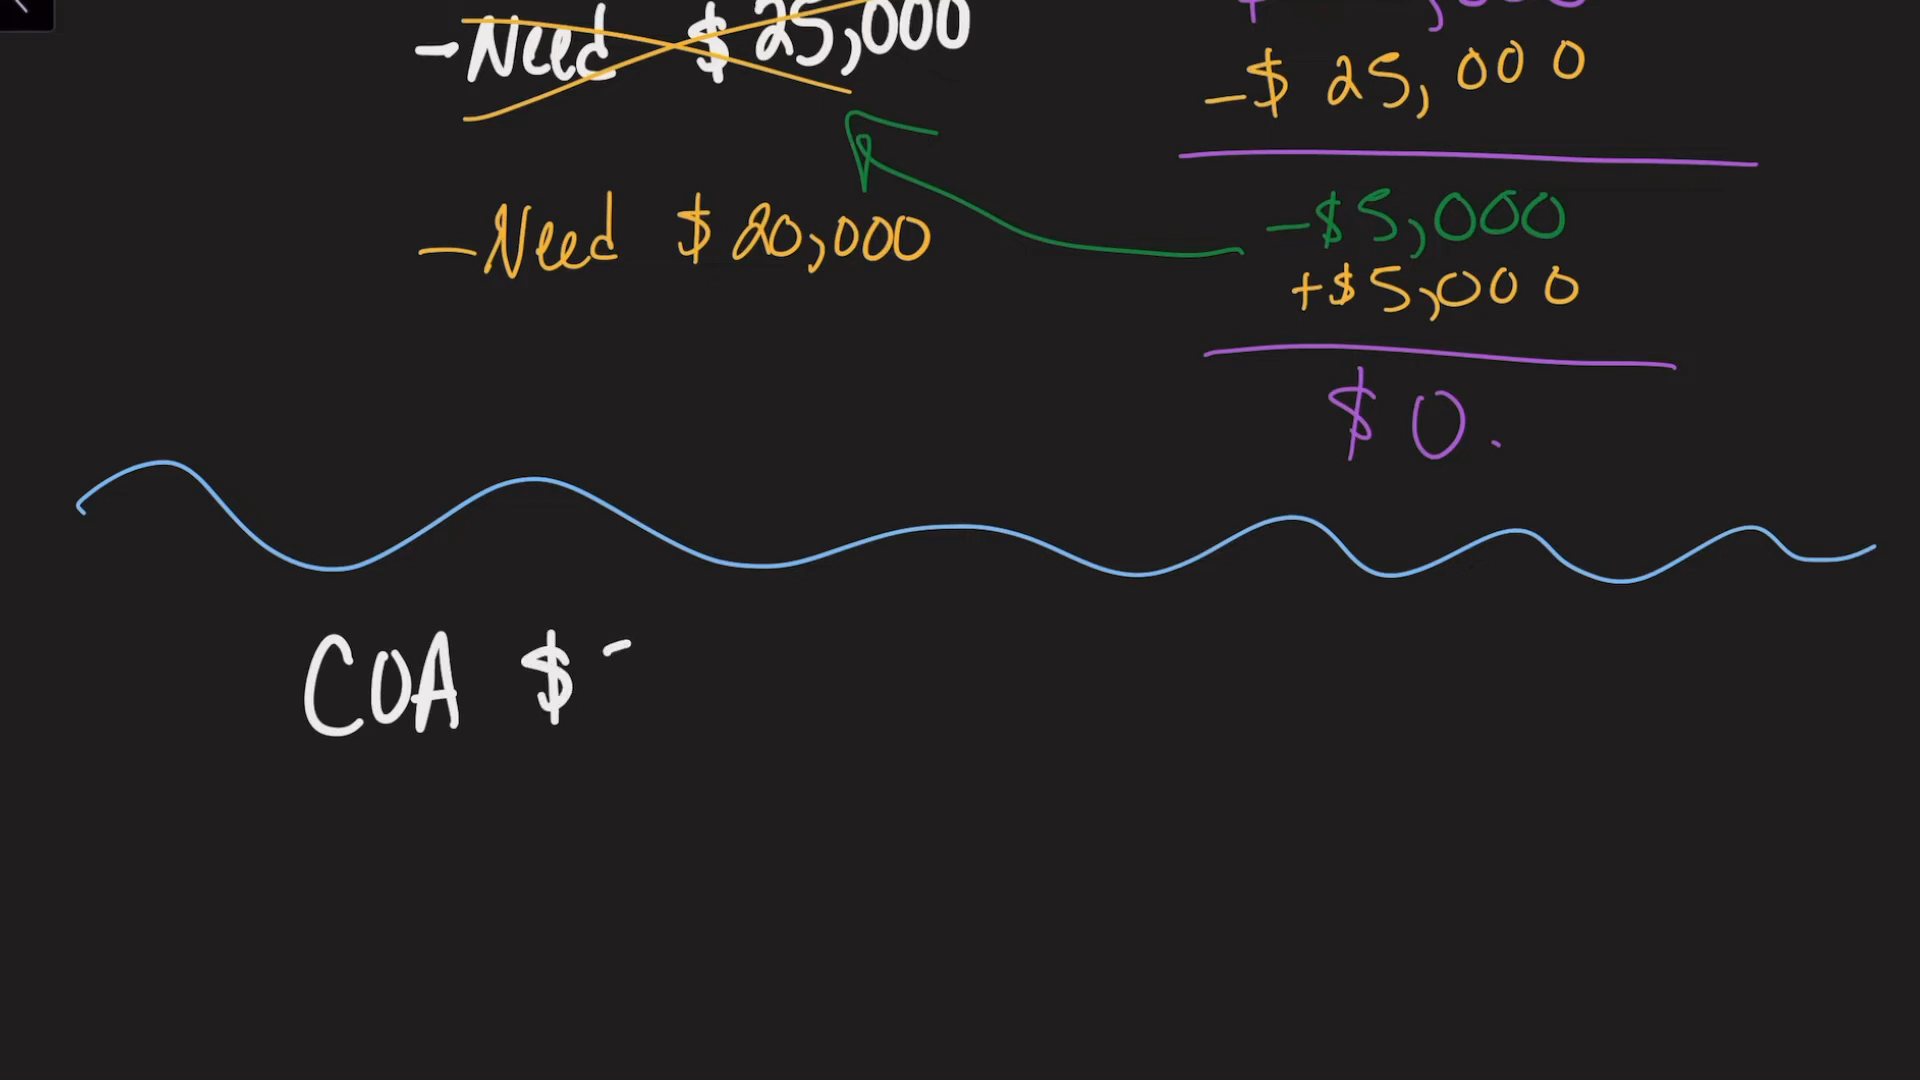 -Need $ 25,000
-$ 25,000
-Need $ 20,000
-$5,000
+$5,000
$ 0.
COA $